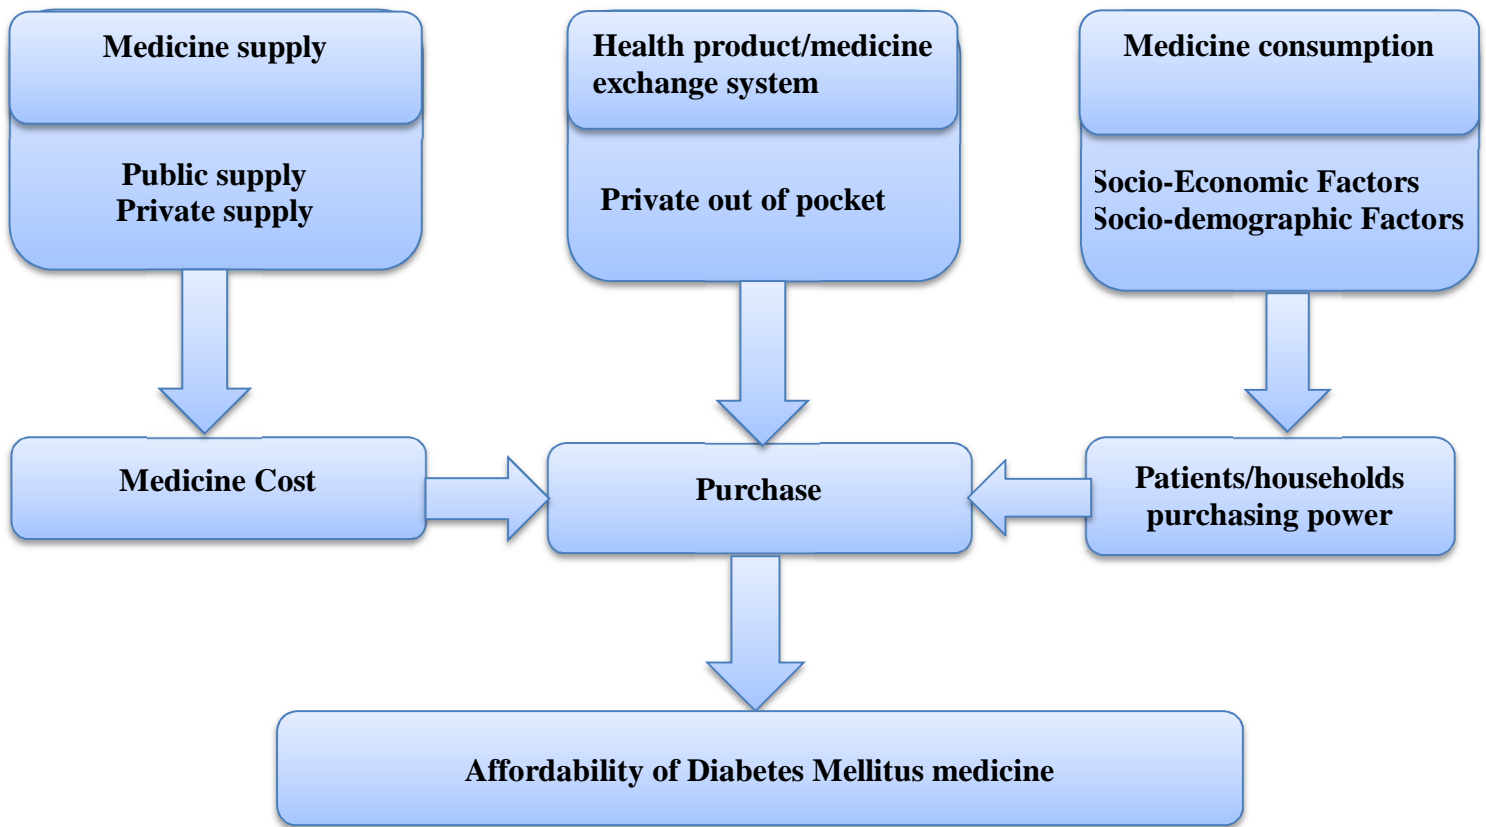 Medicine supply
Public supply
Private supply
Health product/medicine
exchange system
Private out of pocket
Medicine consumption
Socio-Economic Factors
Socio-demographic Factors
Medicine Cost
Purchase
Patients/households
purchasing power
Affordability of Diabetes Mellitus medicine